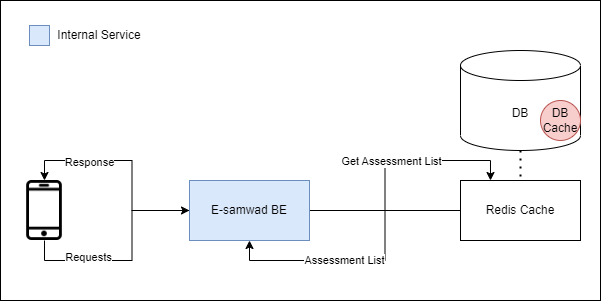 Internal Service
DB
DB
Cache
Response
Get Assessment List
E-samwad BE
Redis Cache
Requests
Assessment List